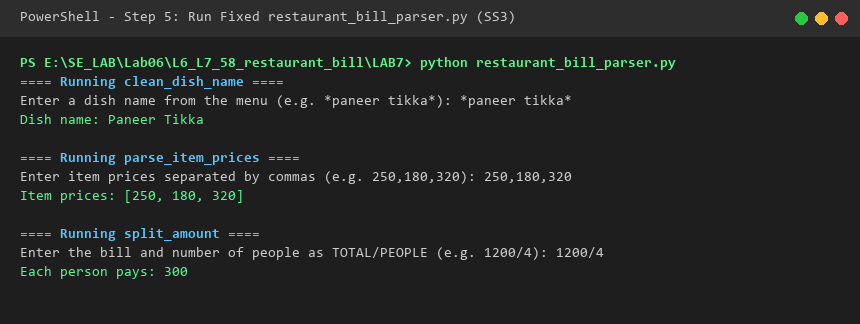 PowerShell - Step 5: Run Fixed restaurant_bill_parser.py (SS3)
PS E:\SE_LAB\Lab06\L6_L7_58_restaurant_bill\LAB7> python restaurant_bill_parser.py
==== Running clean_dish_name ====
Enter a dish name from the menu (e.g. *paneer tikka*): *paneer tikka*
Dish name: Paneer Tikka
==== Running parse_item_prices ====
Enter item prices separated by commas (e.g. 250,180,320): 250,180,320
Item prices: [250, 180, 320]
==== Running split_amount ====
Enter the bill and number of people as TOTAL/PEOPLE (e.g. 1200/4): 1200/4
Each person pays: 300